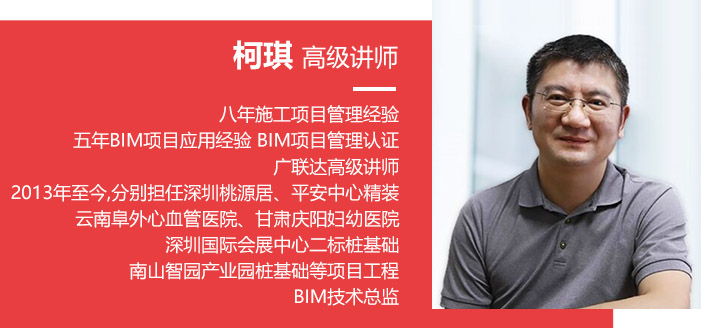 柯琪 高级讲师
八年施工项目管理经验
五年BIM项目应用经验 BIM项目管理认证
广联达高级讲师
2013年至今,分别担任深圳桃源居、平安中心精装
云南阜外心血管医院、甘肃庆阳妇幼医院
深圳国际会展中心二标桩基础
南山智园产业园桩基础等项目工程
BIM技术总监